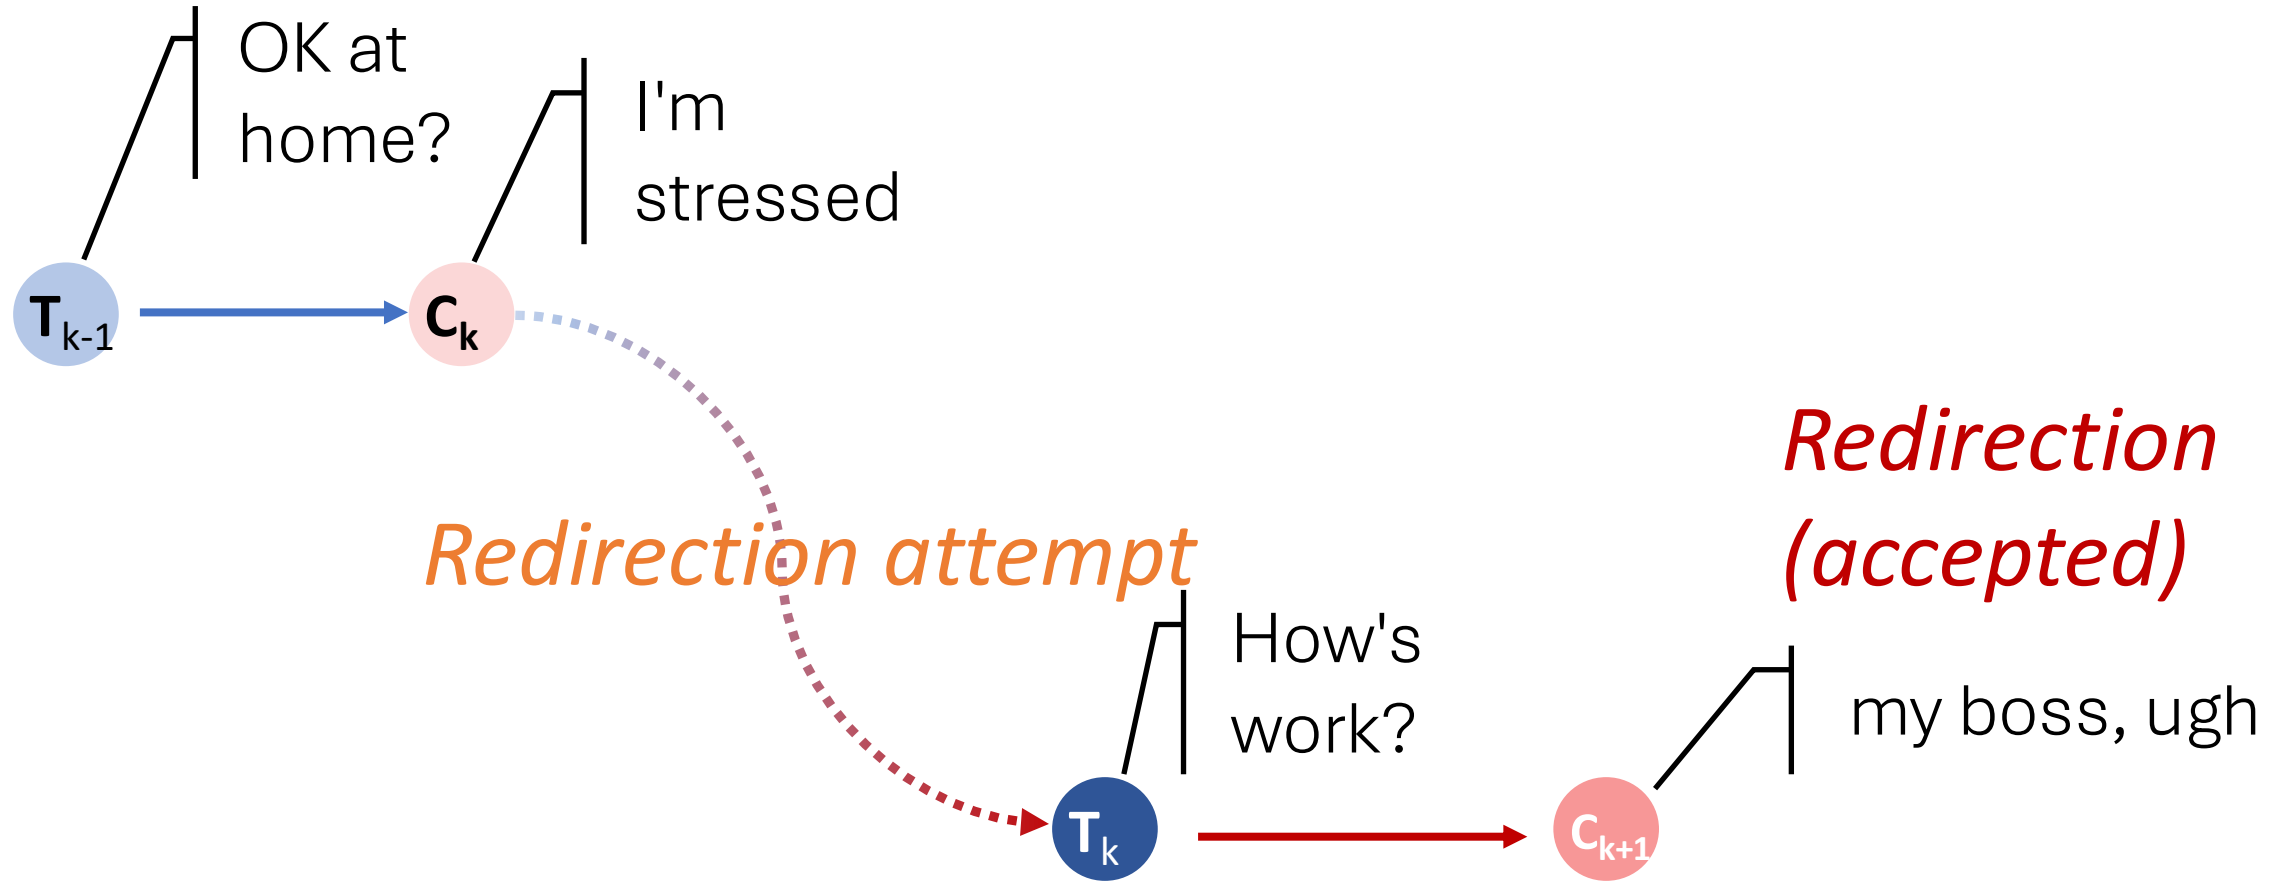 OK at
home?
I'm
stressed
T k-1
C k
Redirection attempt
Redirection
(accepted)
How's
work?
my boss, ugh
T k
C k+1